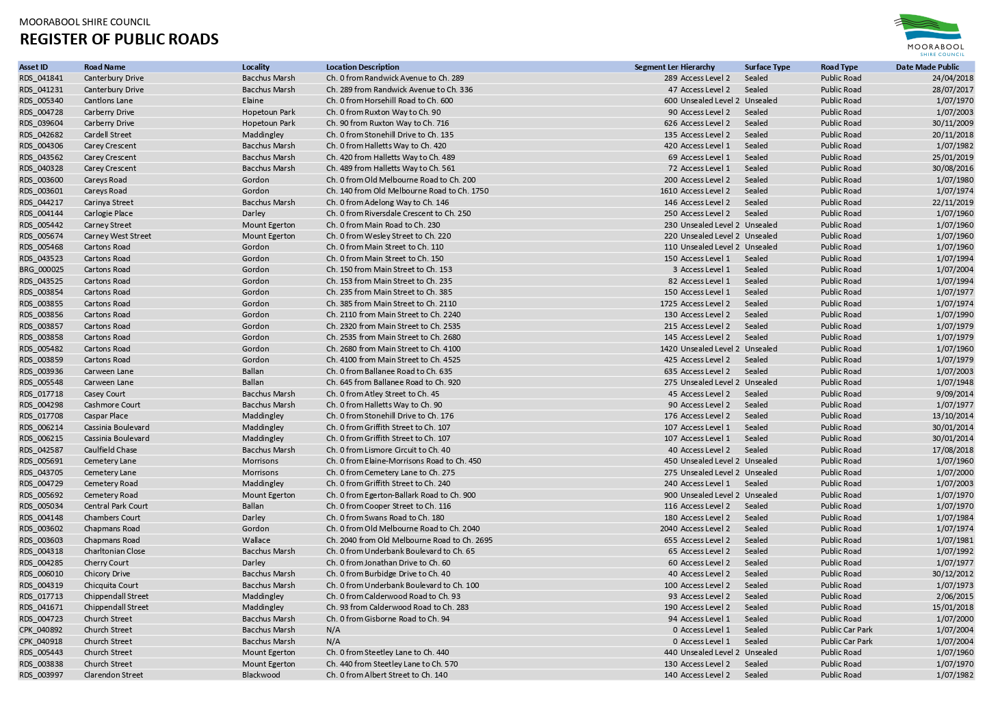 MOORABOOL SHIRE COUNCIL
REGISTER OF PUBLIC ROADS
MOORABOOL
SHIRE COUNCIL
Asset ID Road Name Locality Location Description Segment Len Hierarchy Surface Type Road Type Date Made Public
RDS_041841 Canterbury Drive Bacchus Marsh Ch. 0 from Randwick Avenue to Ch. 289 289 Access Level 2 Sealed Public Road 24/04/2018
RDS_041231 Canterbury Drive Bacchus Marsh Ch. 289 from Randwick Avenue to Ch. 336 47 Access Level 2 Sealed Public Road 28/07/2017
RDS_005340 Cantlons Lane Elaine Ch. 0 from Horsehill Road to Ch. 600 600 Unsealed Level 2 Unsealed Public Road 1/07/1970
RDS_004728 Carberry Drive Hopetoun Park Ch. 0 from Ruxton Way to Ch. 90 90 Access Level 2 Sealed Public Road 1/07/2003
RDS_039604 Carberry Drive Hopetoun Park Ch. 90 from Ruxton Way to Ch. 716 626 Access Level 2 Sealed Public Road 30/11/2009
RDS_042682 Cardell Street Maddingley Ch. 0 from Stonehill Drive to Ch. 135 135 Access Level 2 Sealed Public Road 20/11/2018
RDS_004306 Carey Crescent Bacchus Marsh Ch. 0 from Halletts Way to Ch. 420 420 Access Level 1 Sealed Public Road 1/07/1982
RDS_043562 Carey Crescent Bacchus Marsh Ch. 420 from Halletts Way to Ch. 489 69 Access Level 1 Sealed Public Road 25/01/2019
RDS_040328 Carey Crescent Bacchus Marsh Ch. 489 from Halletts Way to Ch. 561 72 Access Level 1 Sealed Public Road 30/08/2016
RDS_003600 Careys Road Gordon Ch. 0 from Old Melbourne Road to Ch. 200 200 Access Level 2 Sealed Public Road 1/07/1980
RDS_003601 Careys Road Gordon Ch. 140 from Old Melbourne Road to Ch. 1750 1610 Access Level 2 Sealed Public Road 1/07/1974
RDS_044217 Carinya Street Bacchus Marsh Ch. 0 from Adelong Way to Ch. 146 146 Access Level 2 Sealed Public Road 22/11/2019
RDS_004144 Carlogie Place Darley Ch. 0 from Riversdale Crescent to Ch. 250 250 Access Level 2 Sealed Public Road 1/07/1960
RDS_005442 Carney Street Mount Egerton Ch. 0 from Main Road to Ch. 230 230 Unsealed Level 2 Unsealed Public Road 1/07/1960
RDS_005674 Carney West Street Mount Egerton Ch. 0 from Wesley Street to Ch. 220 220 Unsealed Level 2 Unsealed Public Road 1/07/1960
RDS_005468 Cartons Road Gordon Ch. 0 from Main Street to Ch. 110 110 Unsealed Level 2 Unsealed Public Road 1/07/1960
RDS_043523 Cartons Road Gordon Ch. 0 from Main Street to Ch. 150 150 Access Level 1 Sealed Public Road 1/07/1994
BRG_000025 Cartons Road Gordon Ch. 150 from Main Street to Ch. 153 3 Access Level 1 Sealed Public Road 1/07/2004
RDS_043525 Cartons Road Gordon Ch. 153 from Main Street to Ch. 235 82 Access Level 1 Sealed Public Road 1/07/1994
RDS_003854 Cartons Road Gordon Ch. 235 from Main Street to Ch. 385 150 Access Level 1 Sealed Public Road 1/07/1977
RDS_003855 Cartons Road Gordon Ch. 385 from Main Street to Ch. 2110 1725 Access Level 2 Sealed Public Road 1/07/1974
RDS_003856 Cartons Road Gordon Ch. 2110 from Main Street to Ch. 2240 130 Access Level 2 Sealed Public Road 1/07/1990
RDS_003857 Cartons Road Gordon Ch. 2320 from Main Street to Ch. 2535 215 Access Level 2 Sealed Public Road 1/07/1979
RDS_003858 Cartons Road Gordon Ch. 2535 from Main Street to Ch. 2680 145 Access Level 2 Sealed Public Road 1/07/1979
RDS_005482 Cartons Road Gordon Ch. 2680 from Main Street to Ch. 4100 1420 Unsealed Level 2 Unsealed Public Road 1/07/1960
RDS_003859 Cartons Road Gordon Ch. 4100 from Main Street to Ch. 4525 425 Access Level 2 Sealed Public Road 1/07/1979
RDS_003936 Carween Lane Ballan Ch. 0 from Ballanee Road to Ch. 635 635 Access Level 2 Sealed Public Road 1/07/2003
RDS_005548 Carween Lane Ballan Ch. 645 from Ballanee Road to Ch. 920 275 Unsealed Level 2 Unsealed Public Road 1/07/1948
RDS_017718 Casey Court Bacchus Marsh Ch. 0 from Atley Street to Ch. 45 45 Access Level 2 Sealed Public Road 9/09/2014
RDS_004298 Cashmore Court Bacchus Marsh Ch. 0 from Halletts Way to Ch. 90 90 Access Level 2 Sealed Public Road 1/07/1977
RDS_017708 Caspar Place Maddingley Ch. 0 from Stonehill Drive to Ch. 176 176 Access Level 2 Sealed Public Road 13/10/2014
RDS_006214 Cassinia Boulevard Maddingley Ch. 0 from Griffith Street to Ch. 107 107 Access Level 1 Sealed Public Road 30/01/2014
RDS_006215 Cassinia Boulevard Maddingley Ch. 0 from Griffith Street to Ch. 107 107 Access Level 1 Sealed Public Road 30/01/2014
RDS_042587 Caulfield Chase Bacchus Marsh Ch. 0 from Lismore Circuit to Ch. 40 40 Access Level 2 Sealed Public Road 17/08/2018
RDS_005691 Cemetery Lane Morrisons Ch. 0 from Elaine-Morrisons Road to Ch. 450 450 Unsealed Level 2 Unsealed Public Road 1/07/1960
RDS_043705 Cemetery Lane Morrisons Ch. 0 from Cemetery Lane to Ch. 275 275 Unsealed Level 2 Unsealed Public Road 1/07/2000
RDS_004729 Cemetery Road Maddingley Ch. 0 from Griffith Street to Ch. 240 240 Access Level 1 Sealed Public Road 1/07/2003
RDS_005692 Cemetery Road Mount Egerton Ch. 0 from Egerton-Ballark Road to Ch. 900 900 Unsealed Level 2 Unsealed Public Road 1/07/1970
RDS_005034 Central Park Court Ballan Ch. 0 from Cooper Street to Ch. 116 116 Access Level 2 Sealed Public Road 1/07/1970
RDS_004148 Chambers Court Darley Ch. 0 from Swans Road to Ch. 180 180 Access Level 2 Sealed Public Road 1/07/1984
RDS_003602 Chapmans Road Gordon Ch. 0 from Old Melbourne Road to Ch. 2040 2040 Access Level 2 Sealed Public Road 1/07/1974
RDS_003603 Chapmans Road Wallace Ch. 2040 from Old Melbourne Road to Ch. 2695 655 Access Level 2 Sealed Public Road 1/07/1981
RDS_004318 Charltonian Close Bacchus Marsh Ch. 0 from Underbank Boulevard to Ch. 65 65 Access Level 2 Sealed Public Road 1/07/1992
RDS_004285 Cherry Court Darley Ch. 0 from Jonathan Drive to Ch. 60 60 Access Level 2 Sealed Public Road 1/07/1977
RDS_006010 Chicory Drive Bacchus Marsh Ch. 0 from Burbidge Drive to Ch. 40 40 Access Level 2 Sealed Public Road 30/12/2012
RDS_004319 Chicquita Court Bacchus Marsh Ch. 0 from Underbank Boulevard to Ch. 100 100 Access Level 2 Sealed Public Road 1/07/1973
RDS_017713 Chippendall Street Maddingley Ch. 0 from Calderwood Road to Ch. 93 93 Access Level 2 Sealed Public Road 2/06/2015
RDS_041671 Chippendall Street Maddingley Ch. 93 from Calderwood Road to Ch. 283 190 Access Level 2 Sealed Public Road 15/01/2018
RDS_004723 Church Street Bacchus Marsh Ch. 0 from Gisborne Road to Ch. 94 94 Access Level 1 Sealed Public Road 1/07/2000
CPK_040892 Church Street Bacchus Marsh N/A 0 Access Level 1 Sealed Public Car Park 1/07/2004
CPK_040918 Church Street Bacchus Marsh N/A 0 Access Level 1 Sealed Public Car Park 1/07/2004
RDS_005443 Church Street Mount Egerton Ch. 0 from Steetley Lane to Ch. 440 440 Unsealed Level 2 Unsealed Public Road 1/07/1960
RDS_003838 Church Street Mount Egerton Ch. 440 from Steetley Lane to Ch. 570 130 Access Level 2 Sealed Public Road 1/07/1970
RDS_003997 Clarendon Street Blackwood Ch. 0 from Albert Street to Ch. 140 140 Access Level 2 Sealed Public Road 1/07/1982